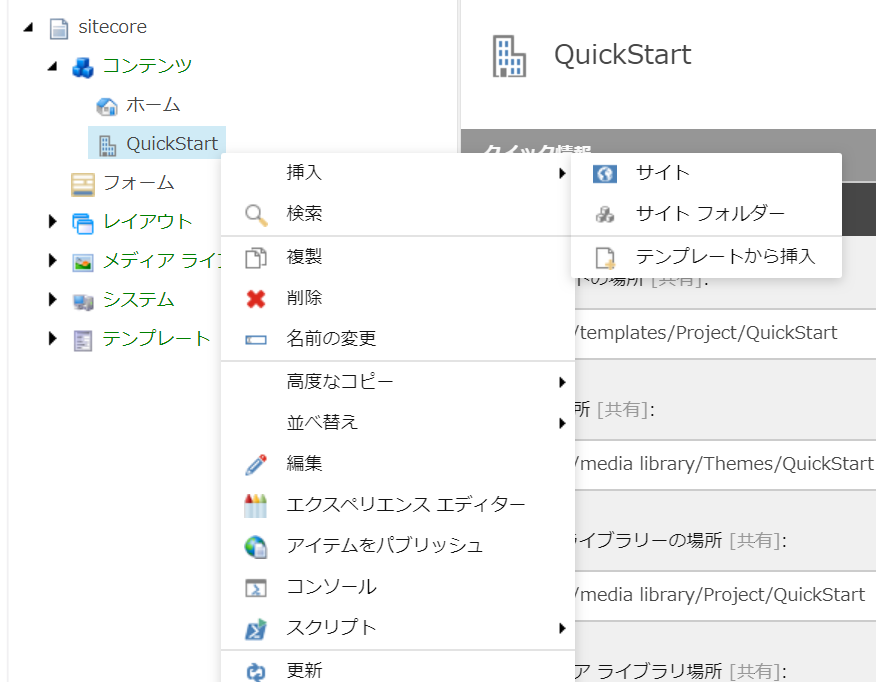 sitecore
コンテンツ
ホーム
QuickStart
フォーム
レイアウト
メディア ライ
システム
テンプレート
挿入
検索
複製
削除
名前の変更
高度なコピー
並べ替え
編集
エクスペリエンス エディター
アイテムをパブリッシュ
コンソール
スクリプト
更新
サイト
サイト フォルダー
テンプレートから挿入
QuickStart
クイック情報
の場所 [共有]:
/templates/Project/QuickStart
所 [共有]:
/media library/Themes/QuickStart
イブラリーの場所 [共有]:
/media library/Project/QuickStart
ア ライブラリ場所 [共有]: